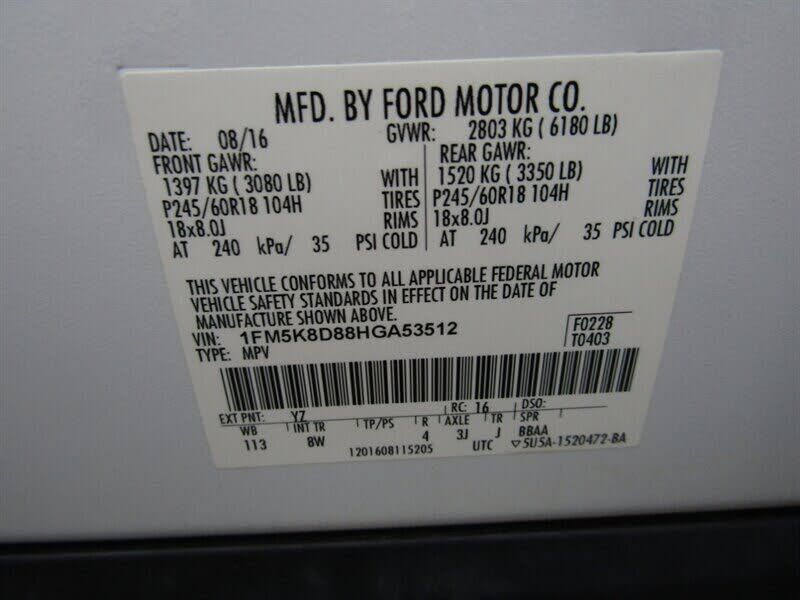 MFD. BY FORD MOTOR CO.
DATE: 08/16 GVWR: 2803 KG ( 6180 LB)
FRONT GAWR: REAR GAWR:
1397 KG ( 3080 LB) WITH 1520 KG ( 3350 LB) WITH
P245/60R18 104H TIRES P245/60R18 104H TIRES
18x8.0J RIMS 18x8.0J RIMS
AT 240 kPa/ 35 PSI COLD AT 240 kPa/ 35 PSI COLD
THIS VEHICLE CONFORMS TO ALL APPLICABLE FEDERAL MOTOR
VEHICLE SAFETY STANDARDS IN EFFECT ON THE DATE OF
MANUFACTURE SHOWN ABOVE.
VIN: 1FM5K8D88HGA53512 F0228
TYPE: MPV T0403
EXT PNT: YZ RC: 16 DSO:
WB INT TR TP/PS R AXLE TR SPR
113 8W 4 3J J BBAA
1201608115205 UTC ▽5U5A-1520472-BA